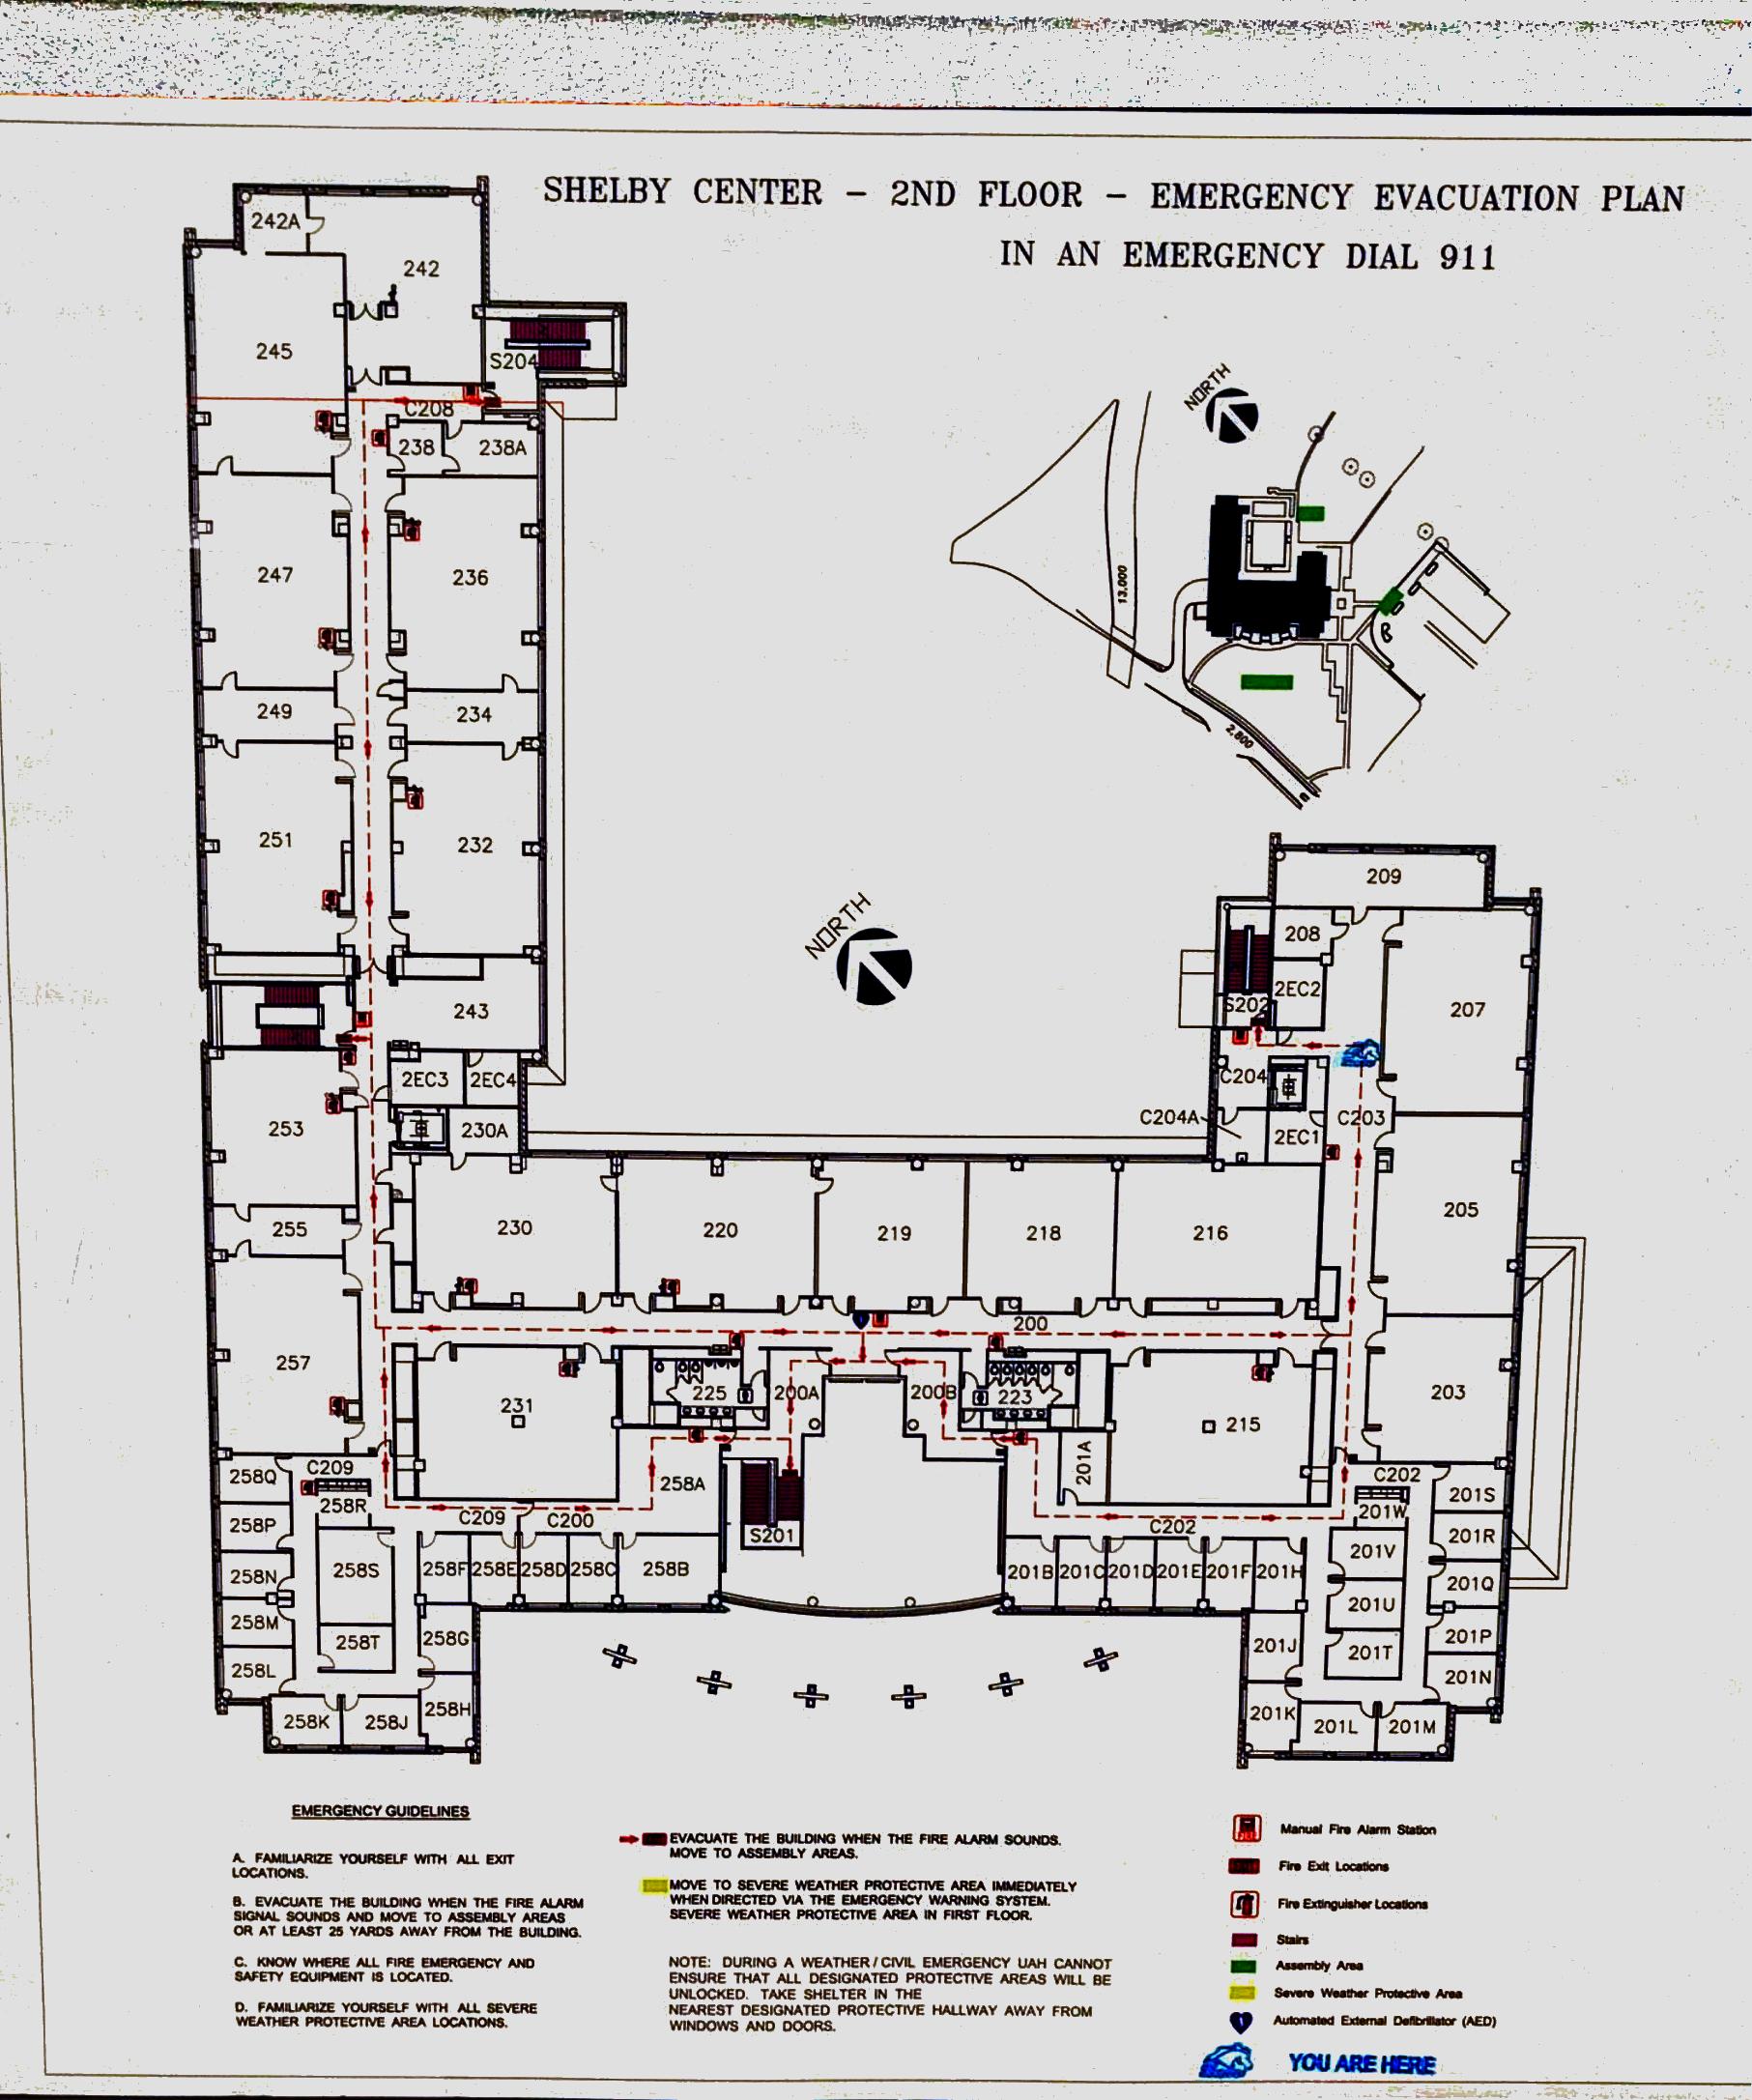 SHELBY CENTER - 2ND FLOOR - EMERGENCY EVACUATION PLAN
IN AN EMERGENCY DIAL 911
242A
242
245
S204
C208
238
238A
247
236
249
234
251
232
243
2EC3
2EC4
253
230A
255
257
NORTH
13,000
B
2,800
NORTH
209
208
2EC2
S202
207
C204
C204A
2EC1
C203
205
230
220
219
218
216
200
203
231
225
200A
200B
223
215
201A
258A
S201
C209
258Q
258R
258P
258N
258S
258M
258T
258L
258K
258J
258H
258G
C209
C200
258F
258E
258D
258C
258B
C202
201B
201C
201D
201E
201F
201H
C202
201W
201S
201V
201R
201Q
201U
201P
201J
201T
201N
201K
201L
201M
EMERGENCY GUIDELINES
A. FAMILIARIZE YOURSELF WITH ALL EXIT
LOCATIONS.
B. EVACUATE THE BUILDING WHEN THE FIRE ALARM
SIGNAL SOUNDS AND MOVE TO ASSEMBLY AREAS
OR AT LEAST 25 YARDS AWAY FROM THE BUILDING.
C. KNOW WHERE ALL FIRE EMERGENCY AND
SAFETY EQUIPMENT IS LOCATED.
D. FAMILIARIZE YOURSELF WITH ALL SEVERE
WEATHER PROTECTIVE AREA LOCATIONS.
EVACUATE THE BUILDING WHEN THE FIRE ALARM SOUNDS.
MOVE TO ASSEMBLY AREAS.
MOVE TO SEVERE WEATHER PROTECTIVE AREA IMMEDIATELY
WHEN DIRECTED VIA THE EMERGENCY WARNING SYSTEM.
SEVERE WEATHER PROTECTIVE AREA IN FIRST FLOOR.
NOTE: DURING A WEATHER/CIVIL EMERGENCY UAH CANNOT
ENSURE THAT ALL DESIGNATED PROTECTIVE AREAS WILL BE
UNLOCKED. TAKE SHELTER IN THE
NEAREST DESIGNATED PROTECTIVE HALLWAY AWAY FROM
WINDOWS AND DOORS.
Manual Fire Alarm Station
Fire Exit Locations
Fire Extinguisher Locations
Stairs
Assembly Area
Severe Weather Protective Area
Automated External Defibrillator (AED)
YOU ARE HERE